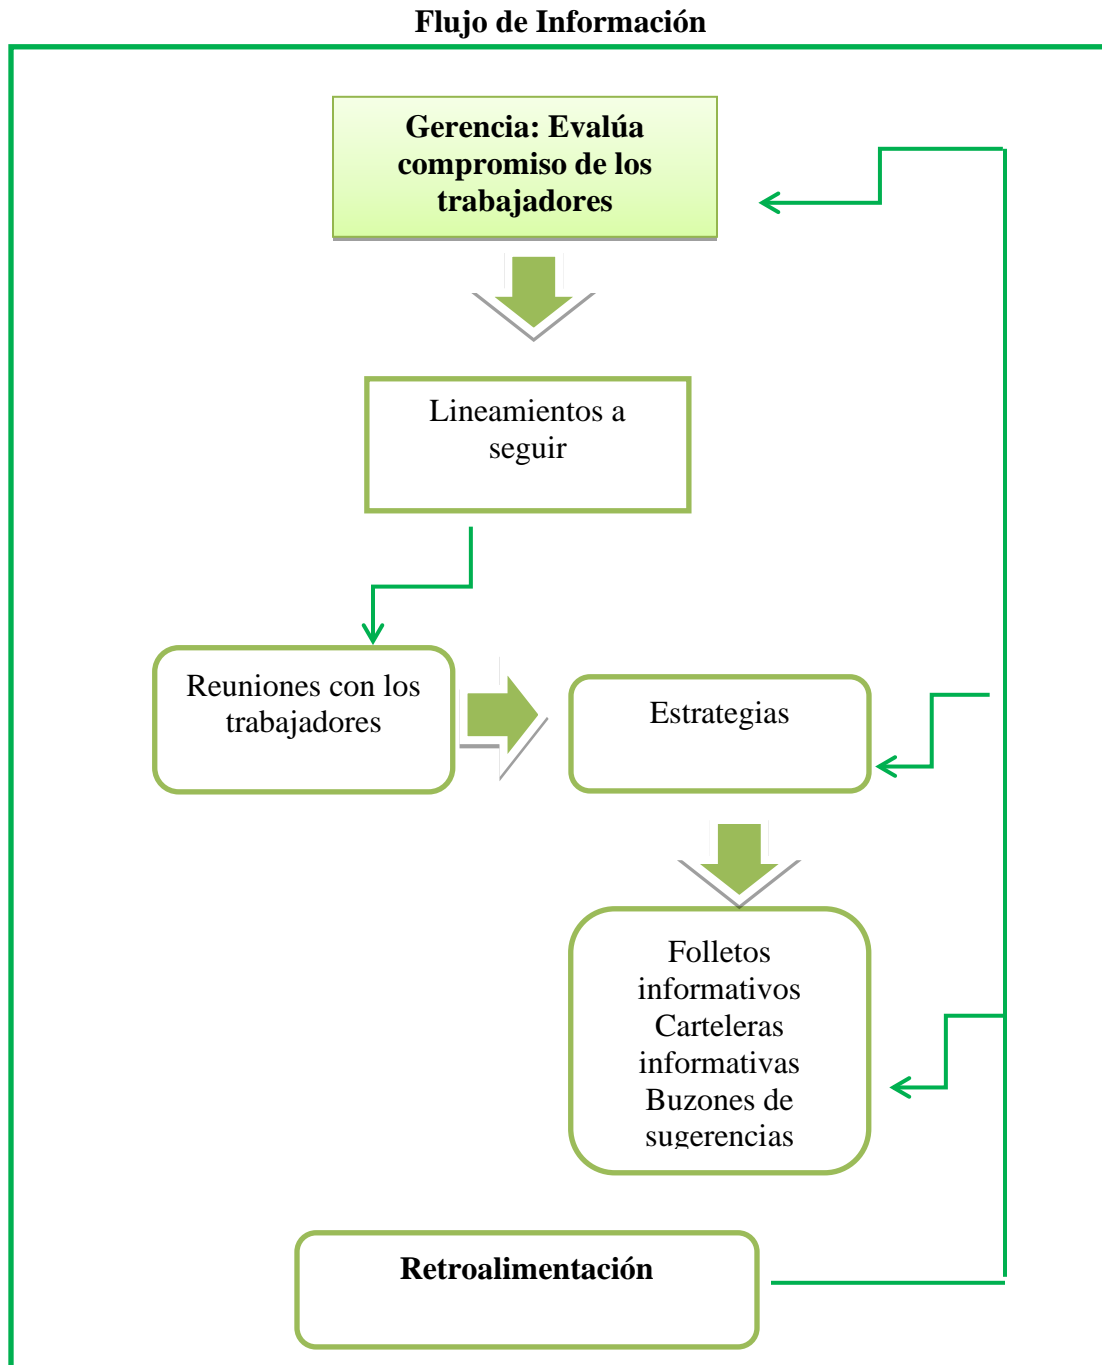 Flujo de Información
Gerencia: Evalúa
compromiso de los
trabajadores
Lineamientos a
seguir
Reuniones con los
trabajadores
Estrategias
Folletos
informativos
Carteleras
informativas
Buzones de
sugerencias
Retroalimentación